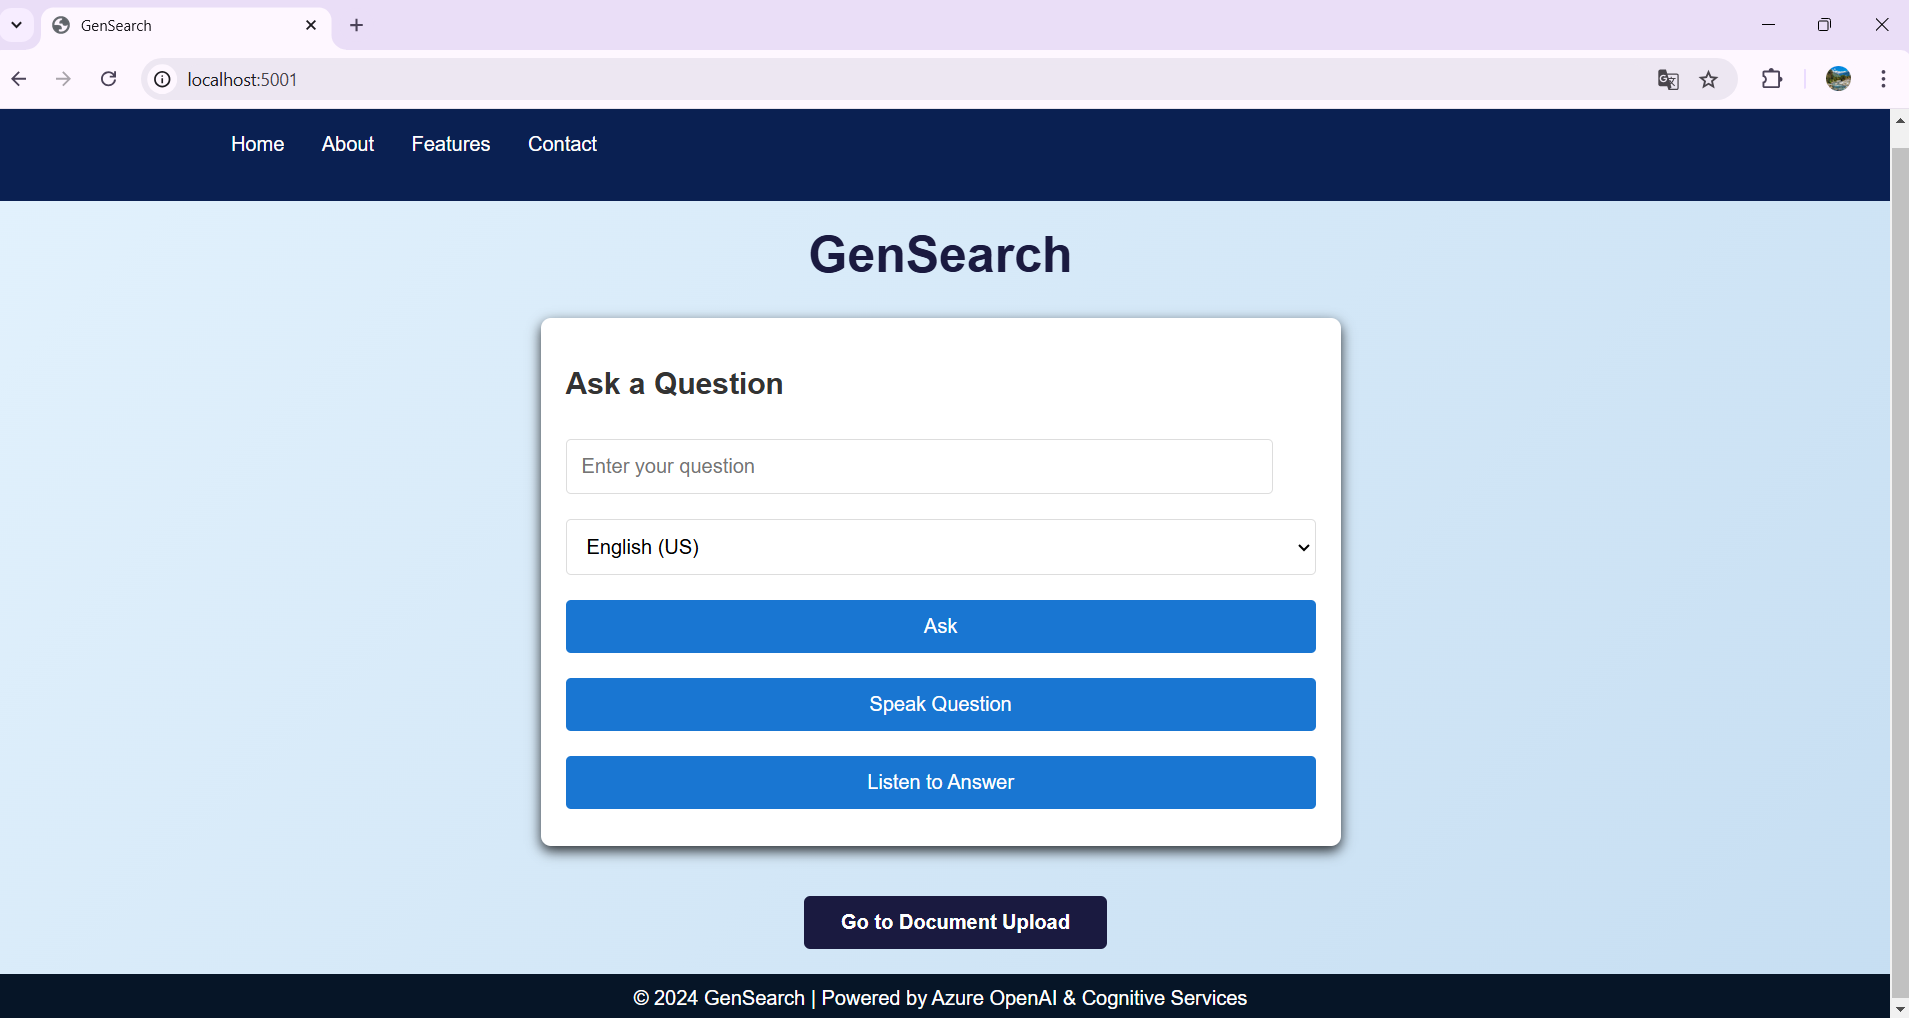 GenSearch
localhost:5001
Home About Features Contact
GenSearch
Ask a Question
Enter your question
English (US)
Ask
Speak Question
Listen to Answer
Go to Document Upload
© 2024 GenSearch | Powered by Azure OpenAI & Cognitive Services